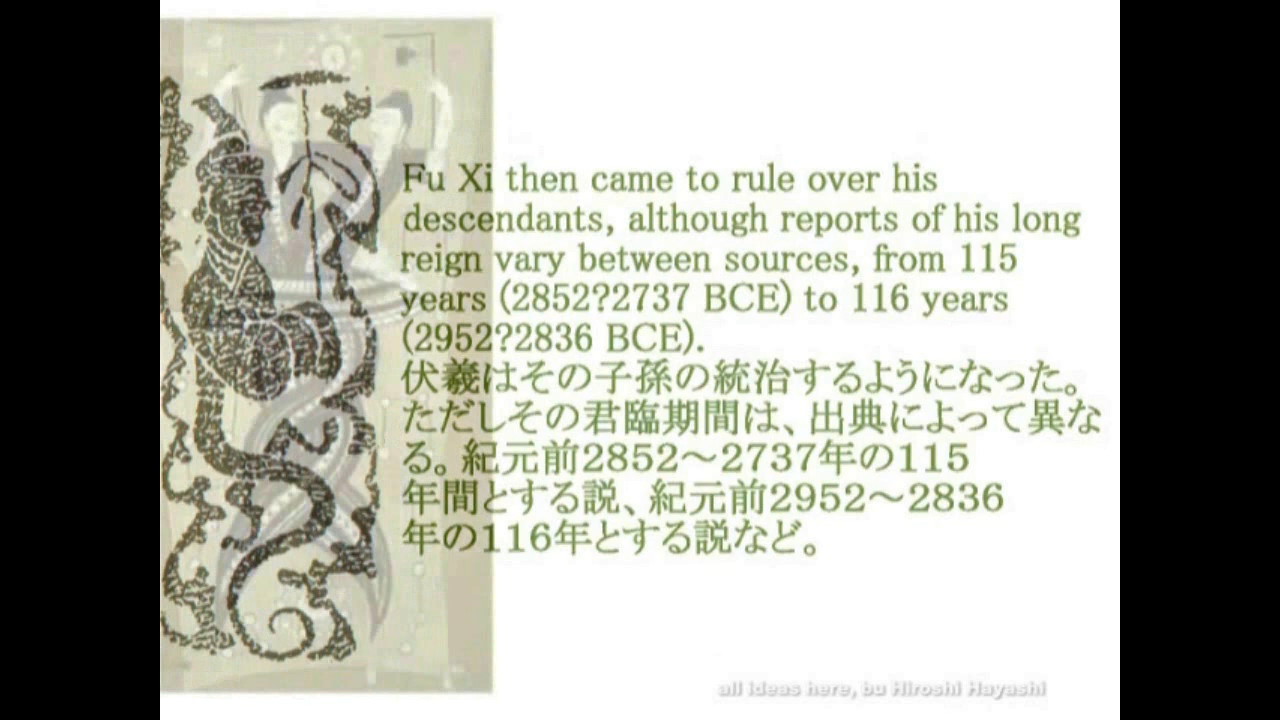 Fu Xi then came to rule over his
descendants, although reports of his long
reign vary between sources, from 115
years (2852?2737 BCE) to 116 years
(2952?2836 BCE).
伏羲はその子孫の統治するようになった。
ただしその君臨期間は、出典によって異な
る。紀元前2852～2737年の115
年間とする説、紀元前2952～2836
年の116年とする説など。
all ideas here, bu Hiroshi Hayashi